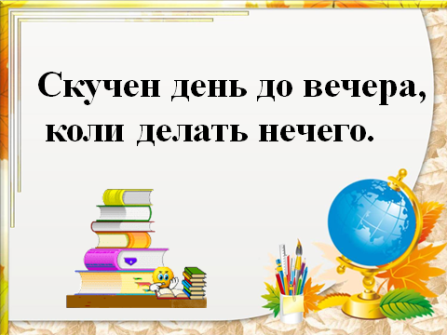 Скучен день до вечера,
коли делать нечего.